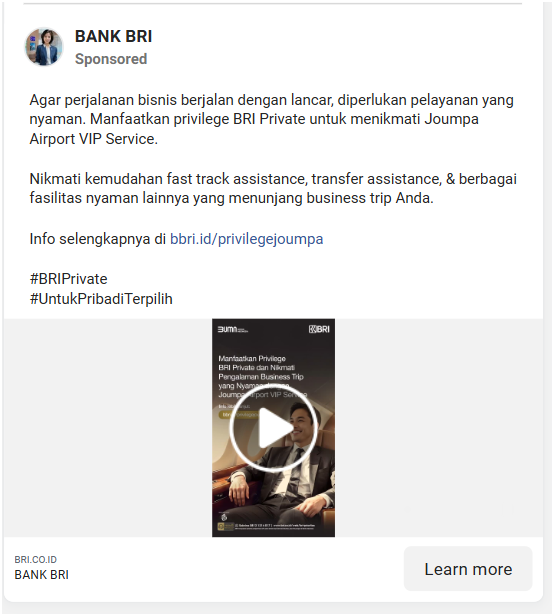 BANK BRI
Sponsored
Agar perjalanan bisnis berjalan dengan lancar, diperlukan pelayanan yang
nyaman. Manfaatkan privilege BRI Private untuk menikmati Joumpa
Airport VIP Service.
Nikmati kemudahan fast track assistance, transfer assistance, & berbagai
fasilitas nyaman lainnya yang menunjang business trip Anda.
Info selengkapnya di bbri.id/privilegejoumpa
#BRIPrivate
#UntukPribadiTerpilih
BUMN
BRI
Manfaatkan Privilege
BRI Private dan Nikmati
Pengalaman Business Trip
yang Nyaman
Joumpa Airport VIP Service
BRI.CO.ID
BANK BRI
Learn more